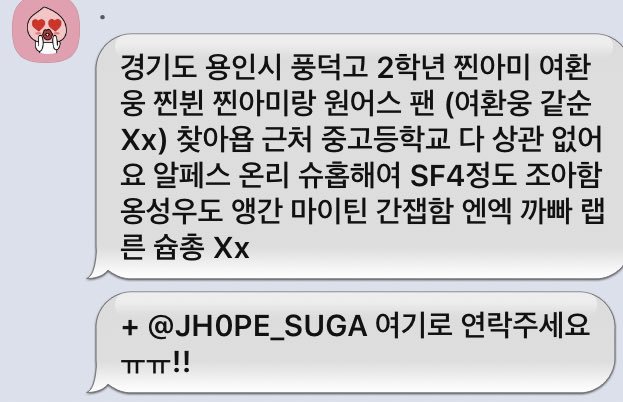 경기도 용인시 풍덕고 2학년 찐아미 여환
웅 찐뷘 찐아미랑 원어스 팬 (여환웅 같순
Xx) 찾아욥 근처 중고등학교 다 상관 없어
요 알페스 온리 슈홉해여 SF4정도 조아함
옹성우도 앵간 마이틴 간잽함 엔엑 까빠 랩
른 슙총 Xx
+ @JH0PE_SUGA 여기로 연락주세요
ㅠㅠ!!